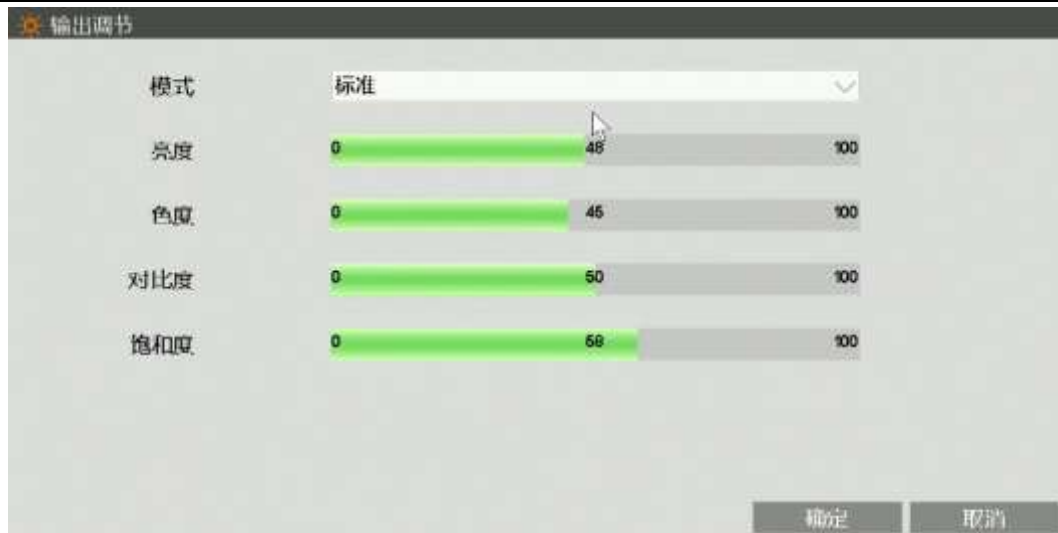 输出调节
模式 标准
亮度 0 48 100
色度 0 45 100
对比度 0 50 100
饱和度 0 58 100
确定 取消